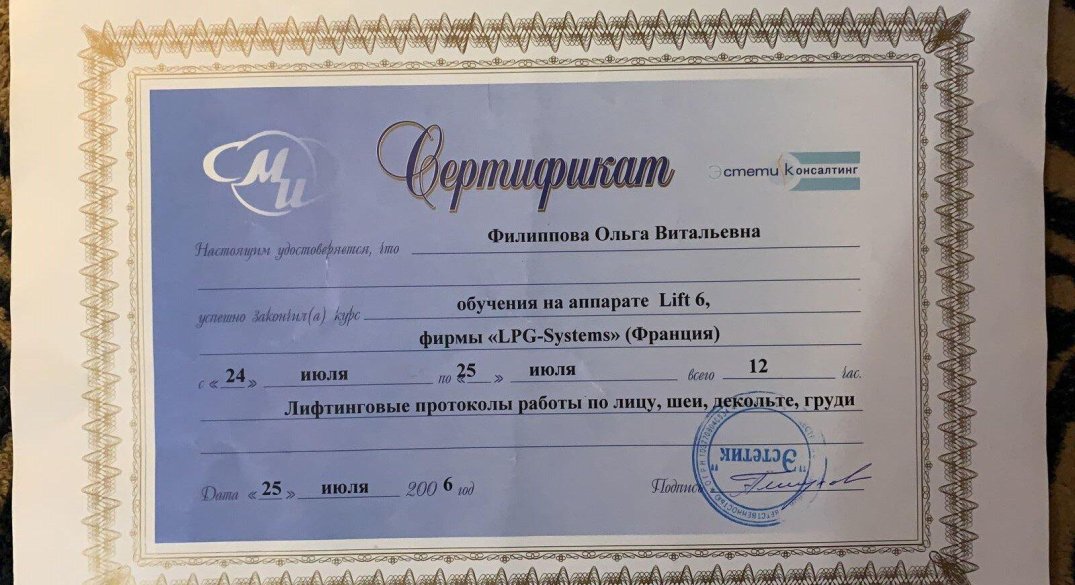 СМИ
Сертификат
Эстетик Консалтинг
Филиппова Ольга Витальевна
Настоящим удостоверяется, что
обучения на аппарате Lift 6,
успешно закончил(а) курс
фирмы «LPG-Systems» (Франция)
с « 24 » июля по « 25 » июля всего 12 час.
Лифтинговые протоколы работы по лицу, шеи, декольте, груди
"Эстетик"
Дата « 25 » июля 200 6 год Подпись